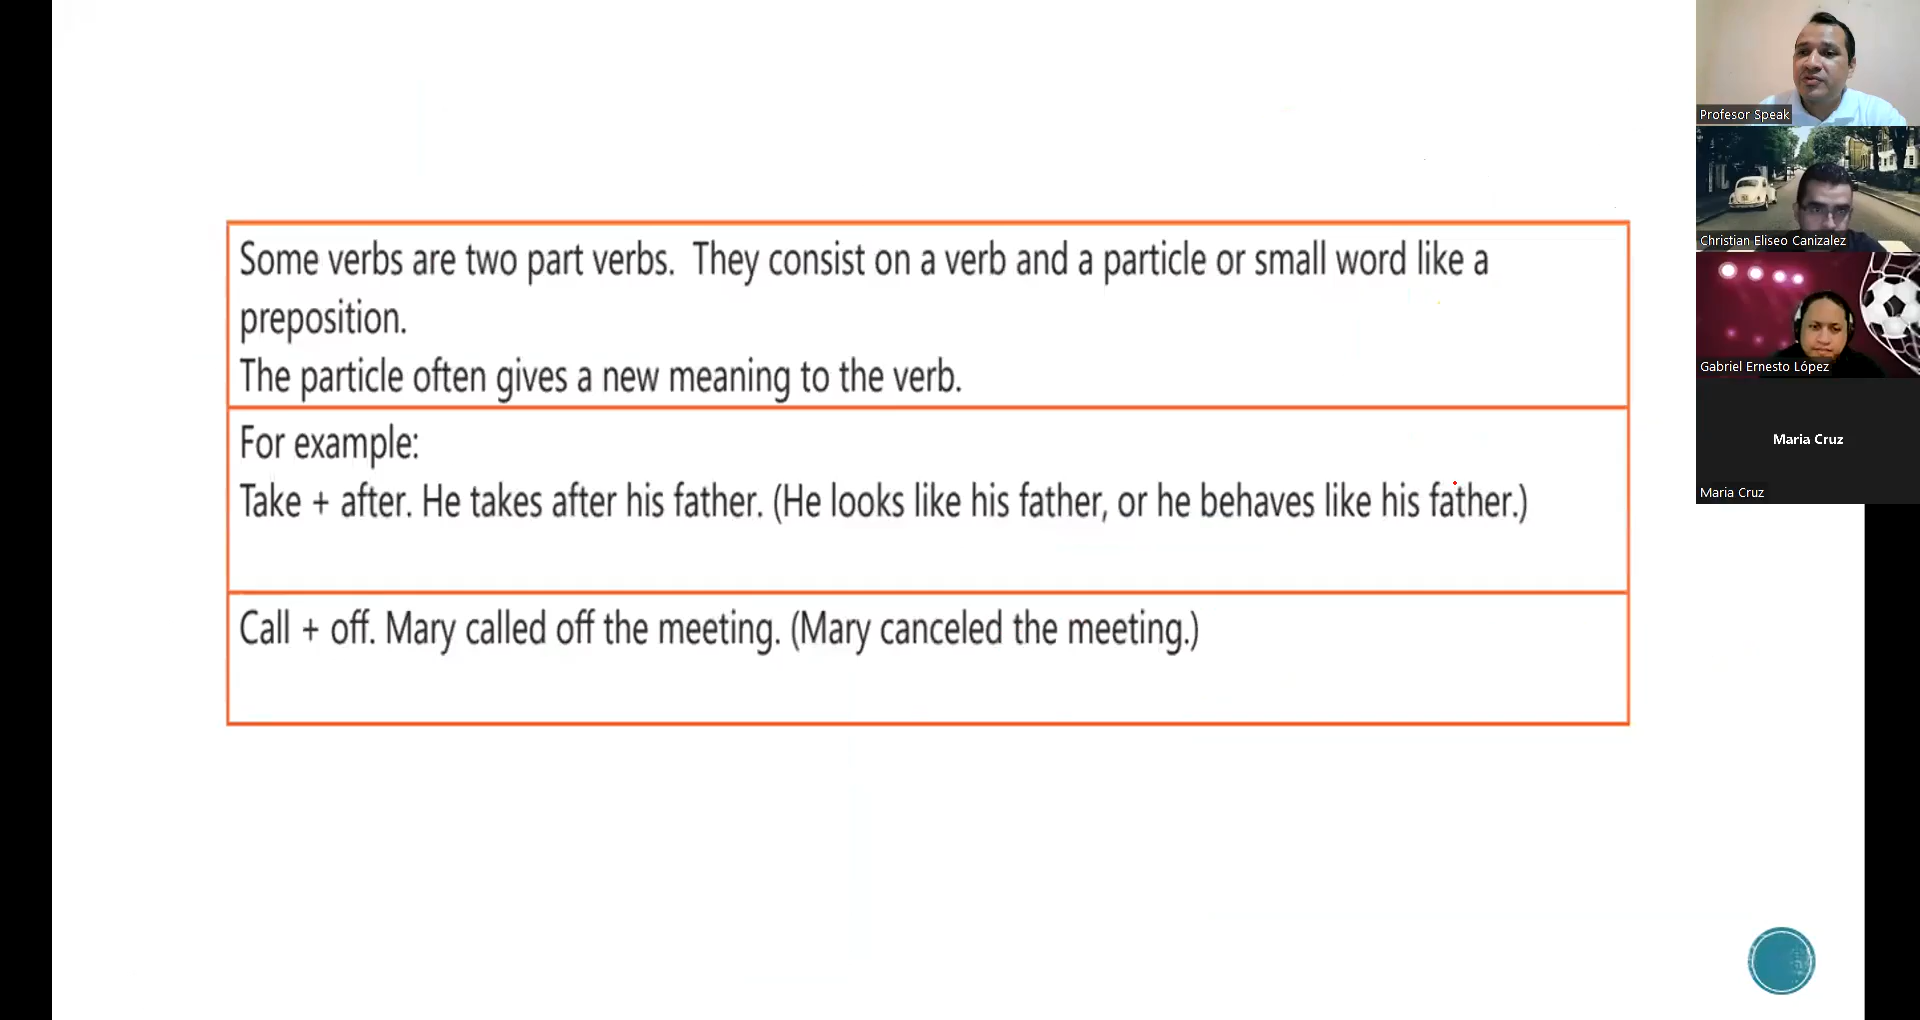 Some verbs are two part verbs.  They consist on a verb and a particle or small word like a
preposition.
The particle often gives a new meaning to the verb.
For example:
Take + after. He takes after his father. (He looks like his father, or he behaves like his father.)
Call + off. Mary called off the meeting. (Mary canceled the meeting.)
Profesor Speak
Christian Eliseo Canizalez
Gabriel Ernesto López
Maria Cruz
Maria Cruz